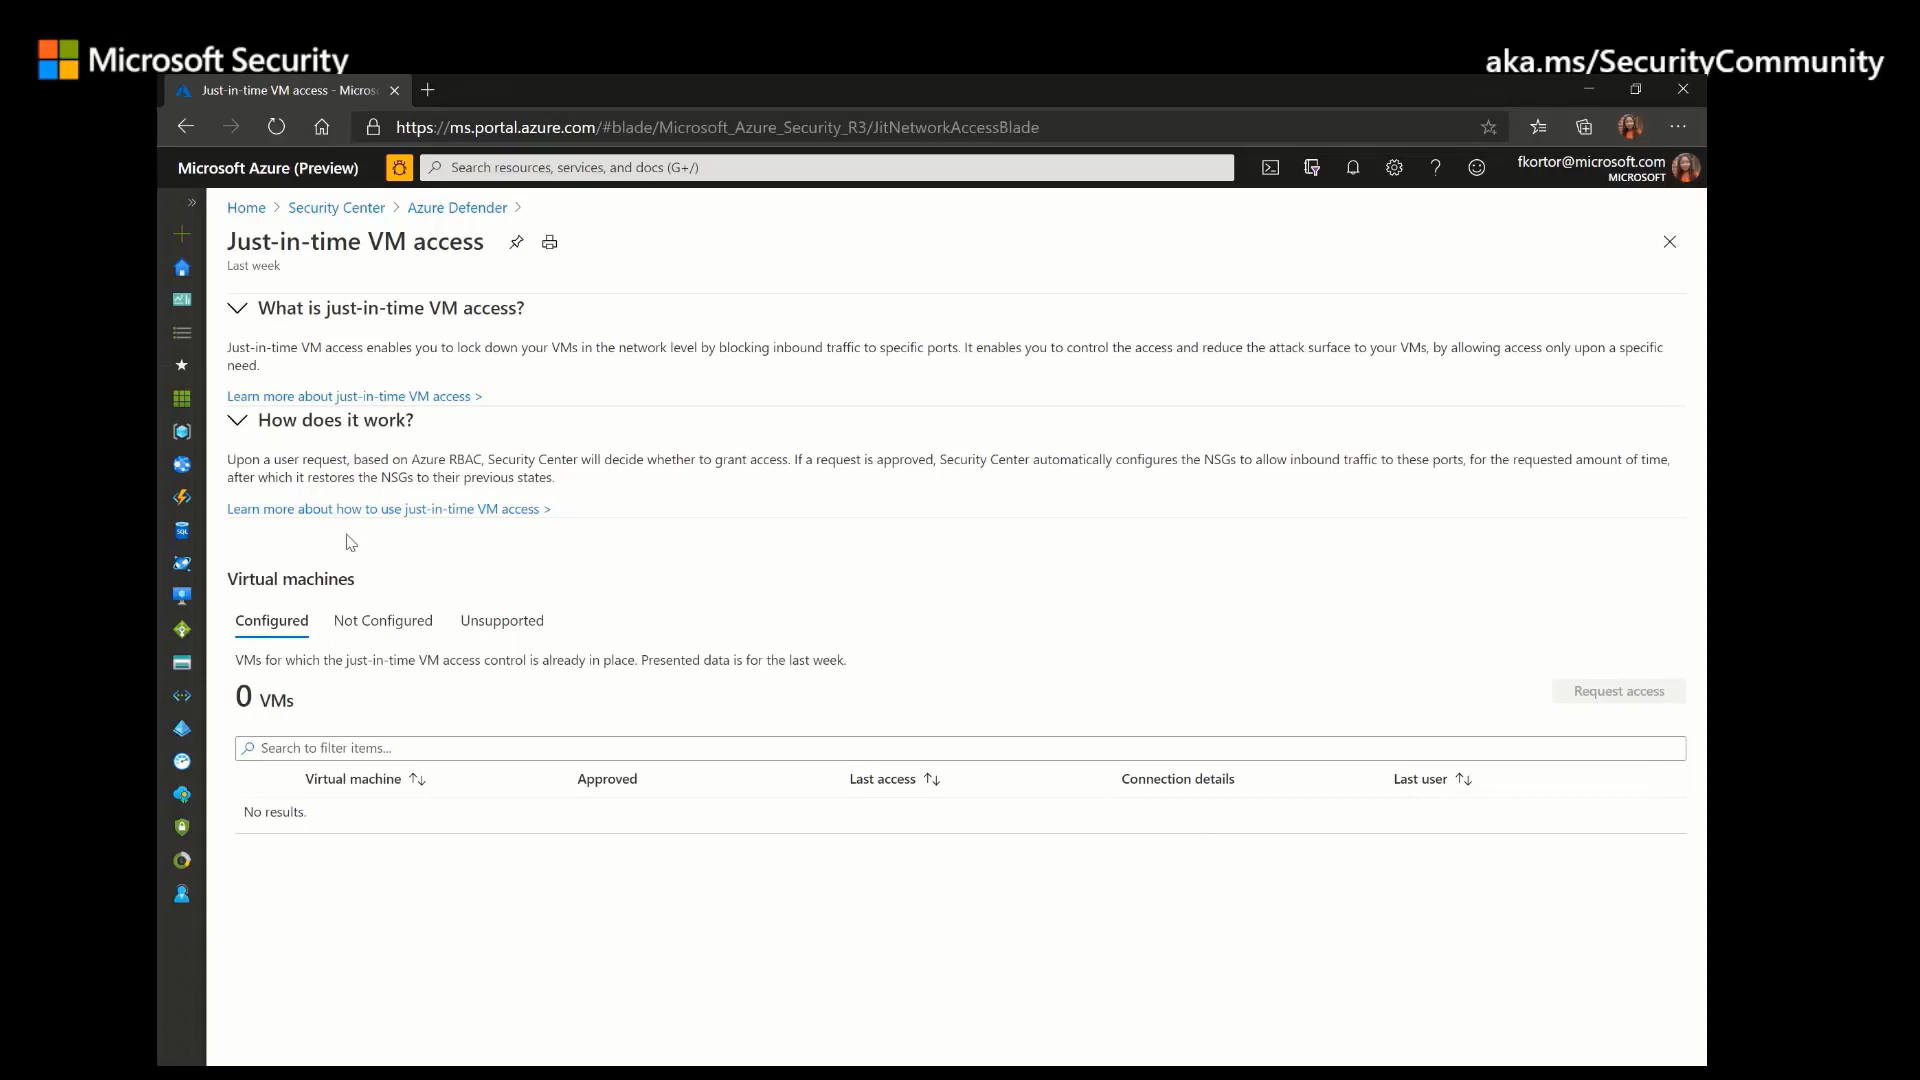 Microsoft Security
aka.ms/SecurityCommunity
Just-in-time VM access - Micros
https://ms.portal.azure.com/#blade/Microsoft_Azure_Security_R3/JitNetworkAccessBlade
Microsoft Azure (Preview)
Search resources, services, and docs (G+/)
fkortor@microsoft.com
MICROSOFT
Home > Security Center > Azure Defender >
Just-in-time VM access
Last week
What is just-in-time VM access?
Just-in-time VM access enables you to lock down your VMs in the network level by blocking inbound traffic to specific ports. It enables you to control the access and reduce the attack surface to your VMs, by allowing access only upon a specific
need.
Learn more about just-in-time VM access >
How does it work?
Upon a user request, based on Azure RBAC, Security Center will decide whether to grant access. If a request is approved, Security Center automatically configures the NSGs to allow inbound traffic to these ports, for the requested amount of time,
after which it restores the NSGs to their previous states.
Learn more about how to use just-in-time VM access >
Virtual machines
Configured Not Configured Unsupported
VMs for which the just-in-time VM access control is already in place. Presented data is for the last week.
0 VMs
Request access
Search to filter items...
Virtual machine Approved Last access Connection details Last user
No results.
SQL